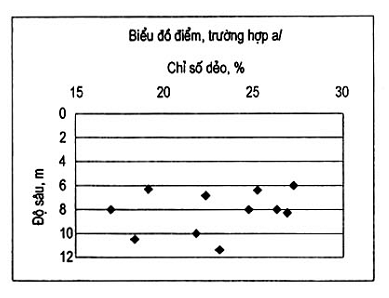 Biểu đồ điểm, trường hợp a/
Chỉ số dẻo, %
15 20 25 30
0
2
4
6
8
10
12
Độ sâu, m